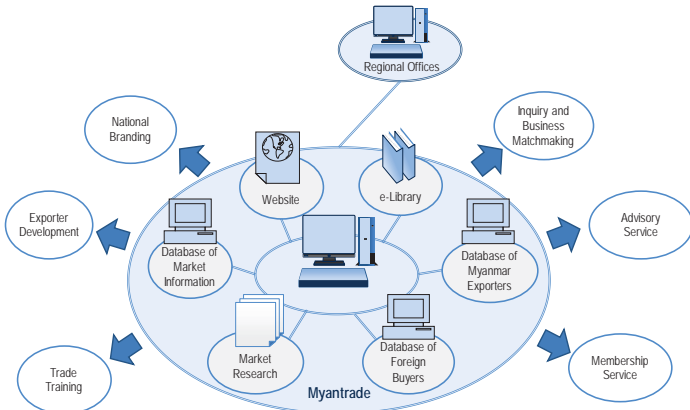 Regional Offices
National
Branding
Inquiry and
Business
Matchmaking
Website
e-Library
Exporter
Development
Advisory
Service
Database of
Market
Information
Database of
Myanmar
Exporters
Market
Research
Database of
Foreign
Buyers
Trade
Training
Membership
Service
Myantrade